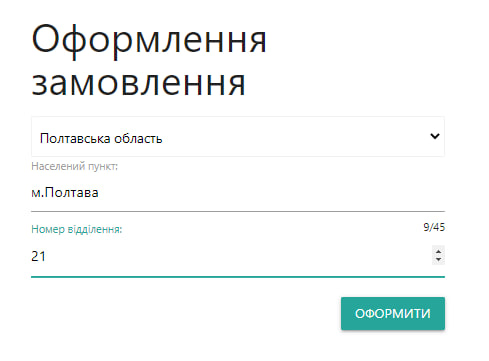 Оформлення
замовлення
Полтавська область
Населений пункт:
м.Полтава
Номер відділення:
9/45
21
ОФОРМИТИ